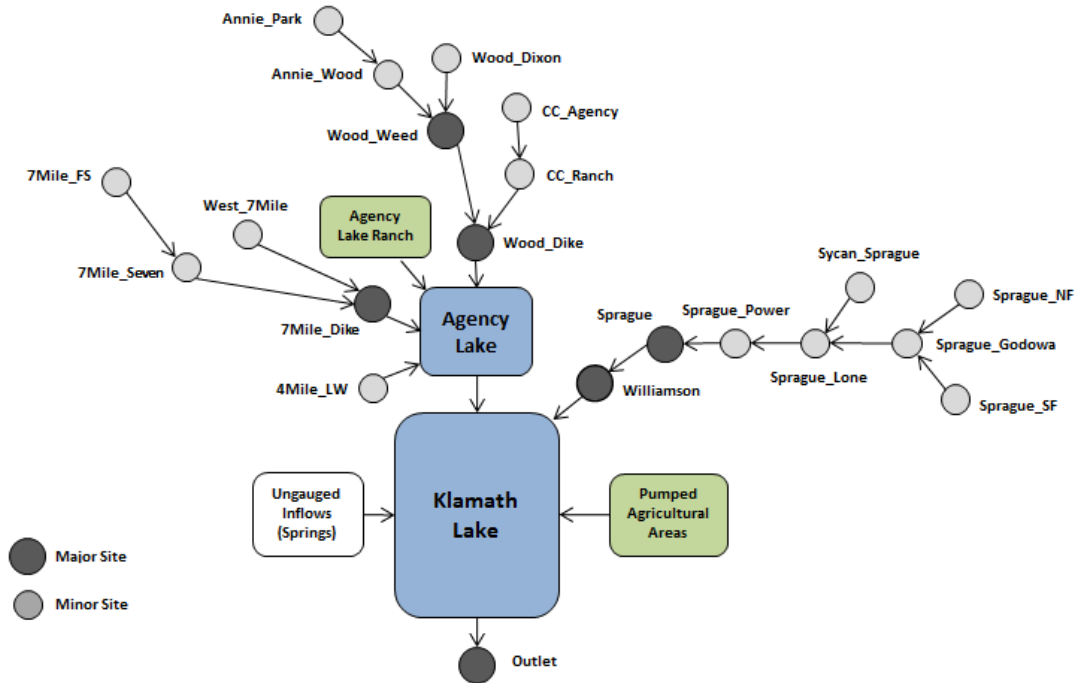 Annie_Park
Wood_Dixon
Annie_Wood
CC_Agency
Wood_Weed
7Mile_FS
CC_Ranch
West_7Mile
Agency
Lake Ranch
Wood_Dike
Sycan_Sprague
7Mile_Seven
Sprague_NF
Sprague_Power
Sprague
Agency
Lake
7Mile_Dike
Sprague_Godowa
Sprague_Lone
4Mile_LW
Williamson
Sprague_SF
Ungauged
Inflows
(Springs)
Klamath
Lake
Pumped
Agricultural
Areas
Major Site
Minor Site
Outlet